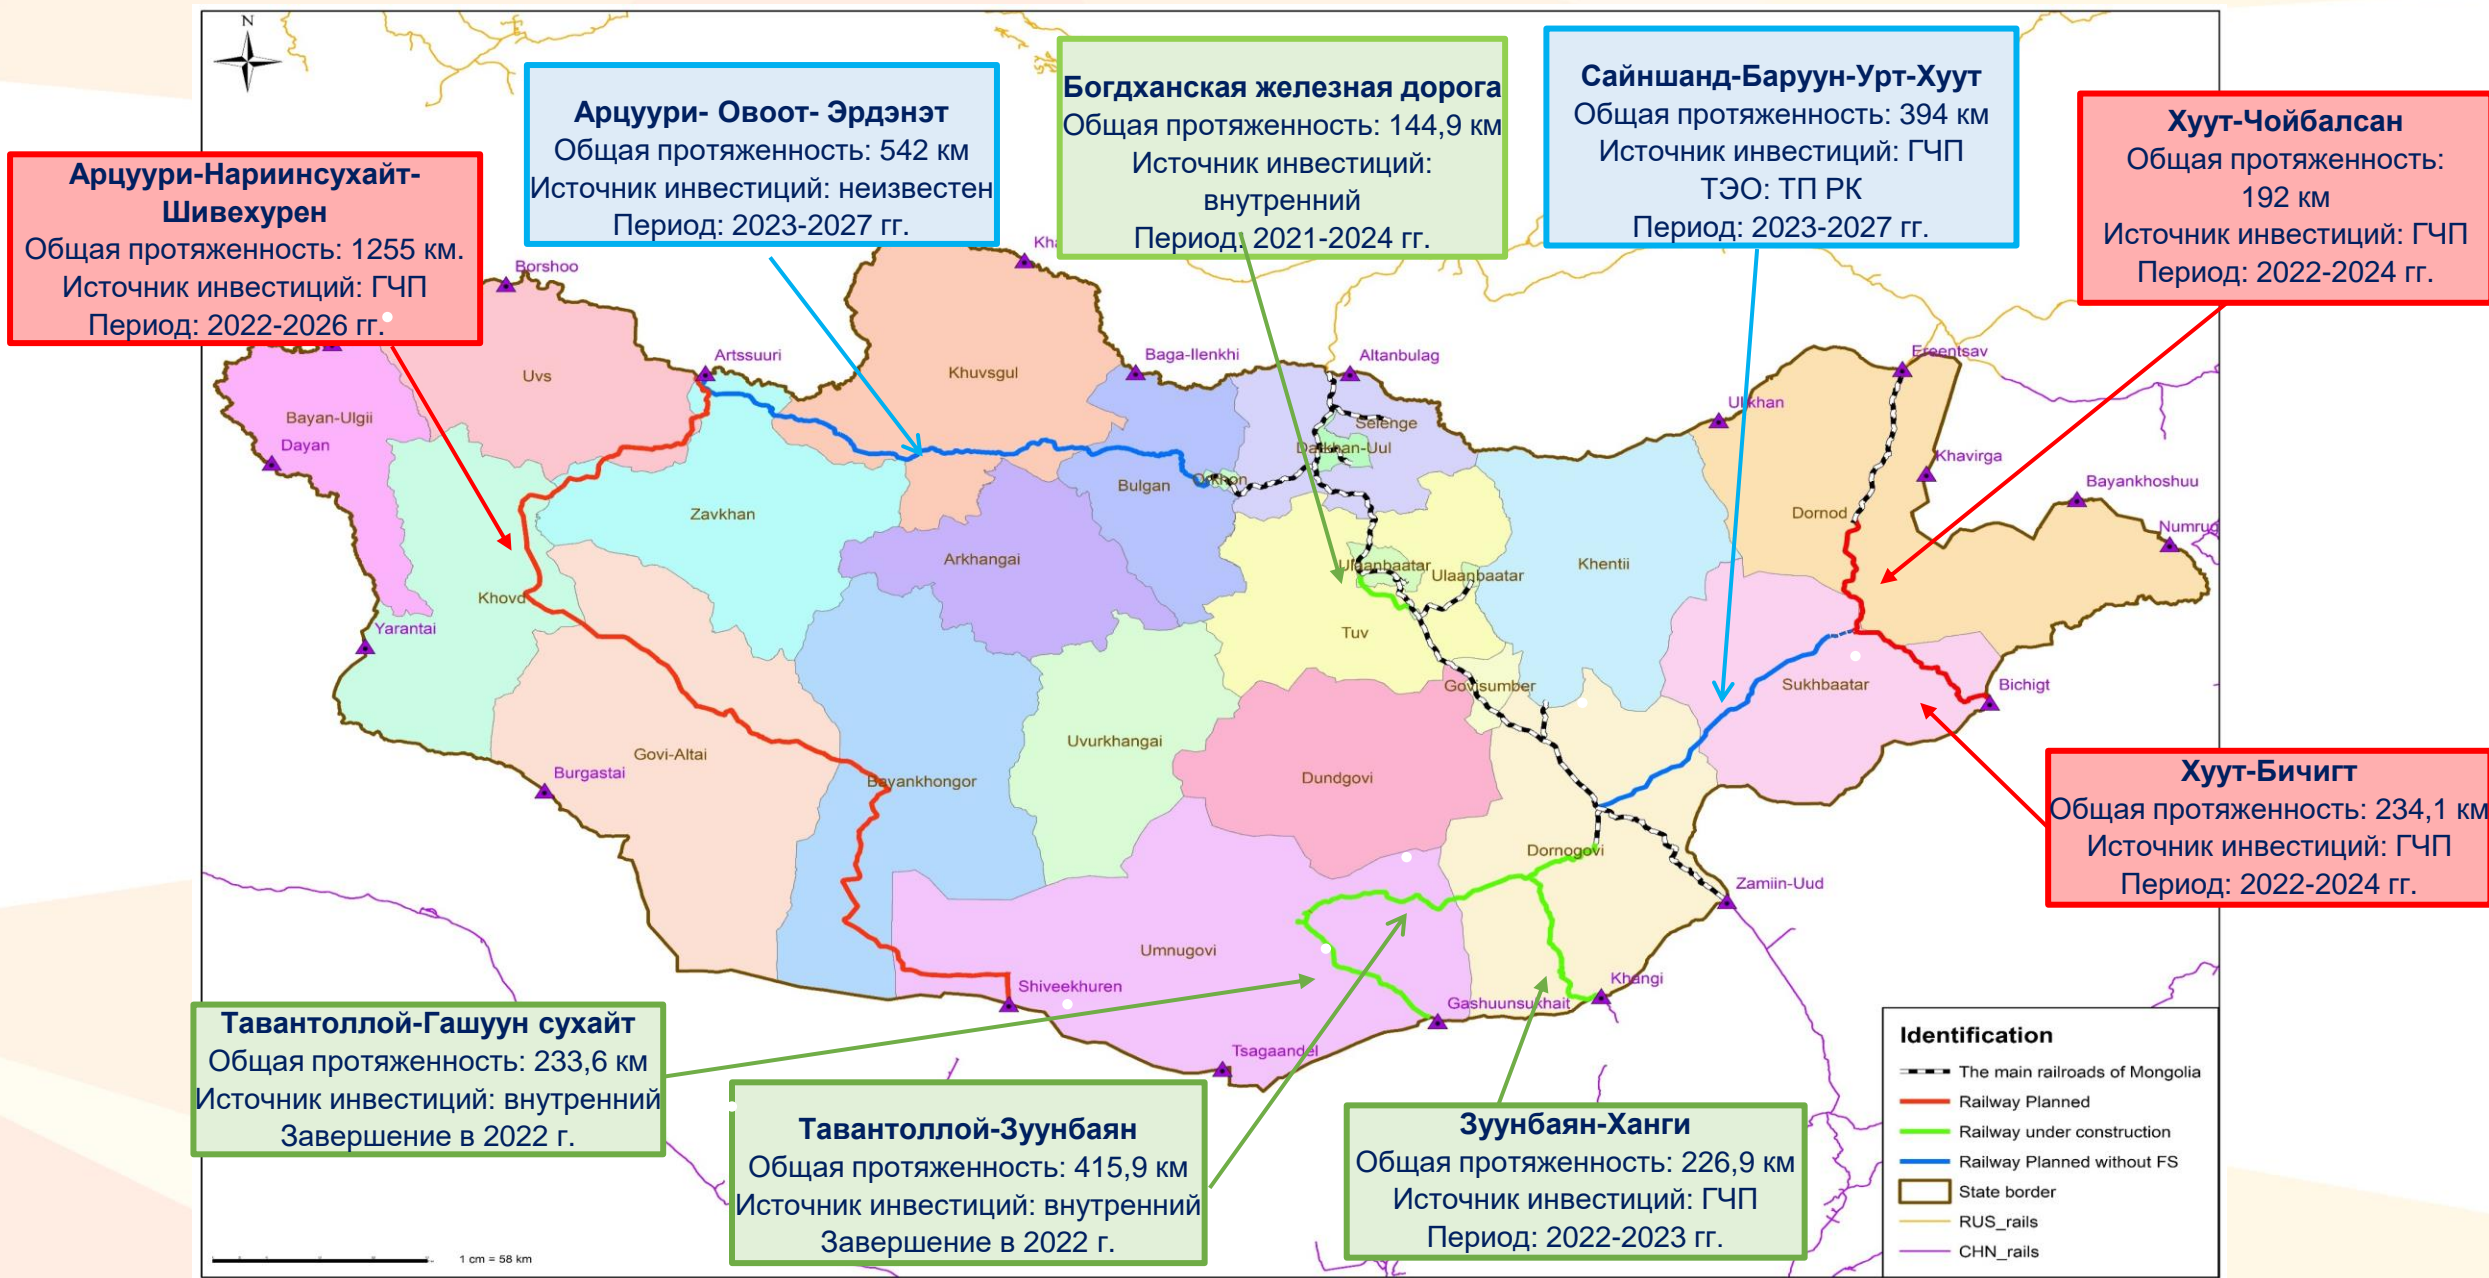 N
Арцуури-Нариинсухайт-
Шивехурен
Общая протяженность: 1255 км.
Источник инвестиций: ГЧП
Период: 2022-2026 гг.
Арцуури- Овоот- Эрдэнэт
Общая протяженность: 542 км
Источник инвестиций: неизвестен
Период: 2023-2027 гг.
Богдханская железная дорога
Общая протяженность: 144,9 км
Источник инвестиций:
внутренний
Период: 2021-2024 гг.
Сайншанд-Баруун-Урт-Хуут
Общая протяженность: 394 км
Источник инвестиций: ГЧП
ТЭО: ТП РК
Период: 2023-2027 гг.
Хуут-Чойбалсан
Общая протяженность:
192 км
Источник инвестиций: ГЧП
Период: 2022-2024 гг.
Borshoo
Artssuuri
Baga-Ilenkhi
Altanbulag
Ereentsav
Uvs
Khuvsgul
Bayan-Ulgii
Dayan
Selenge
Darkhan-Uul
Ulikhan
Khavirga
Bayankhoshuu
Numrug
Bulgan
Orkhon
Zavkhan
Dornod
Arkhangai
Ulaanbaatar
Ulaanbaatar
Khentii
Khovd
Yarantai
Tuv
Govisumber
Sukhbaatar
Bichigt
Uvurkhangai
Govi-Altai
Burgastai
Bayankhongor
Dundgovi
Dornogovi
Zamiin-Uud
Umnugovi
Shiveekhuren
Khangi
Gashuunsukhait
Tsagaandel
Хуут-Бичигт
Общая протяженность: 234,1 км
Источник инвестиций: ГЧП
Период: 2022-2024 гг.
Тавантоллой-Гашуун сухайт
Общая протяженность: 233,6 км
Источник инвестиций: внутренний
Завершение в 2022 г.
Тавантоллой-Зуунбаян
Общая протяженность: 415,9 км
Источник инвестиций: внутренний
Завершение в 2022 г.
Зуунбаян-Ханги
Общая протяженность: 226,9 км
Источник инвестиций: ГЧП
Период: 2022-2023 гг.
Identification
The main railroads of Mongolia
Railway Planned
Railway under construction
Railway Planned without FS
State border
RUS_rails
CHN_rails
1 cm = 58 km